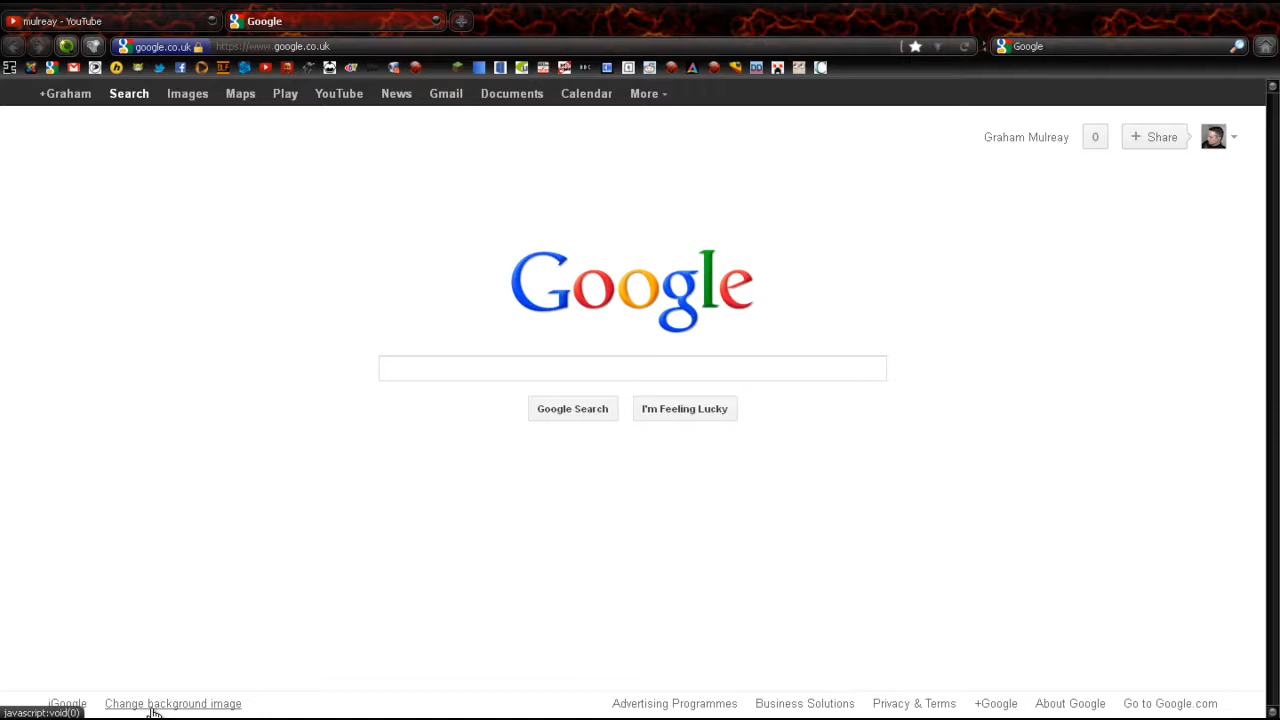 mulreay - YouTube
Google
google.co.uk https://www.google.co.uk
Google
+Graham Search Images Maps Play YouTube News Gmail Documents Calendar More
Graham Mulreay 0 + Share
Google
Google Search I'm Feeling Lucky
iGoogle Change background image Advertising Programmes Business Solutions Privacy & Terms +Google About Google Go to Google.com
javascript:void(0)